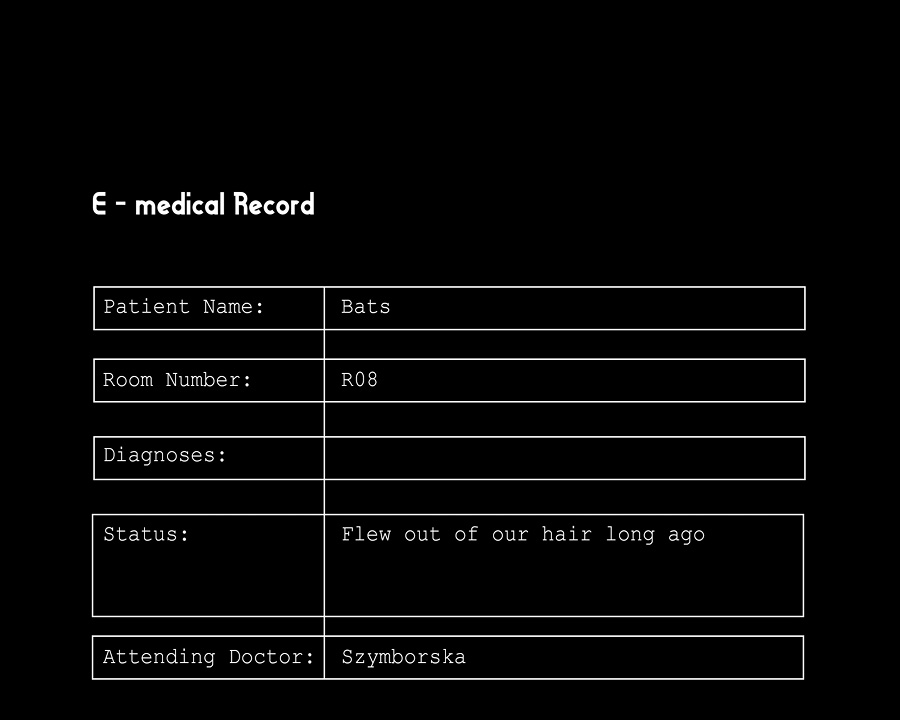 E - medical Record
Patient Name: Bats
Room Number: R08
Diagnoses:
Status: Flew out of our hair long ago
Attending Doctor: Szymborska